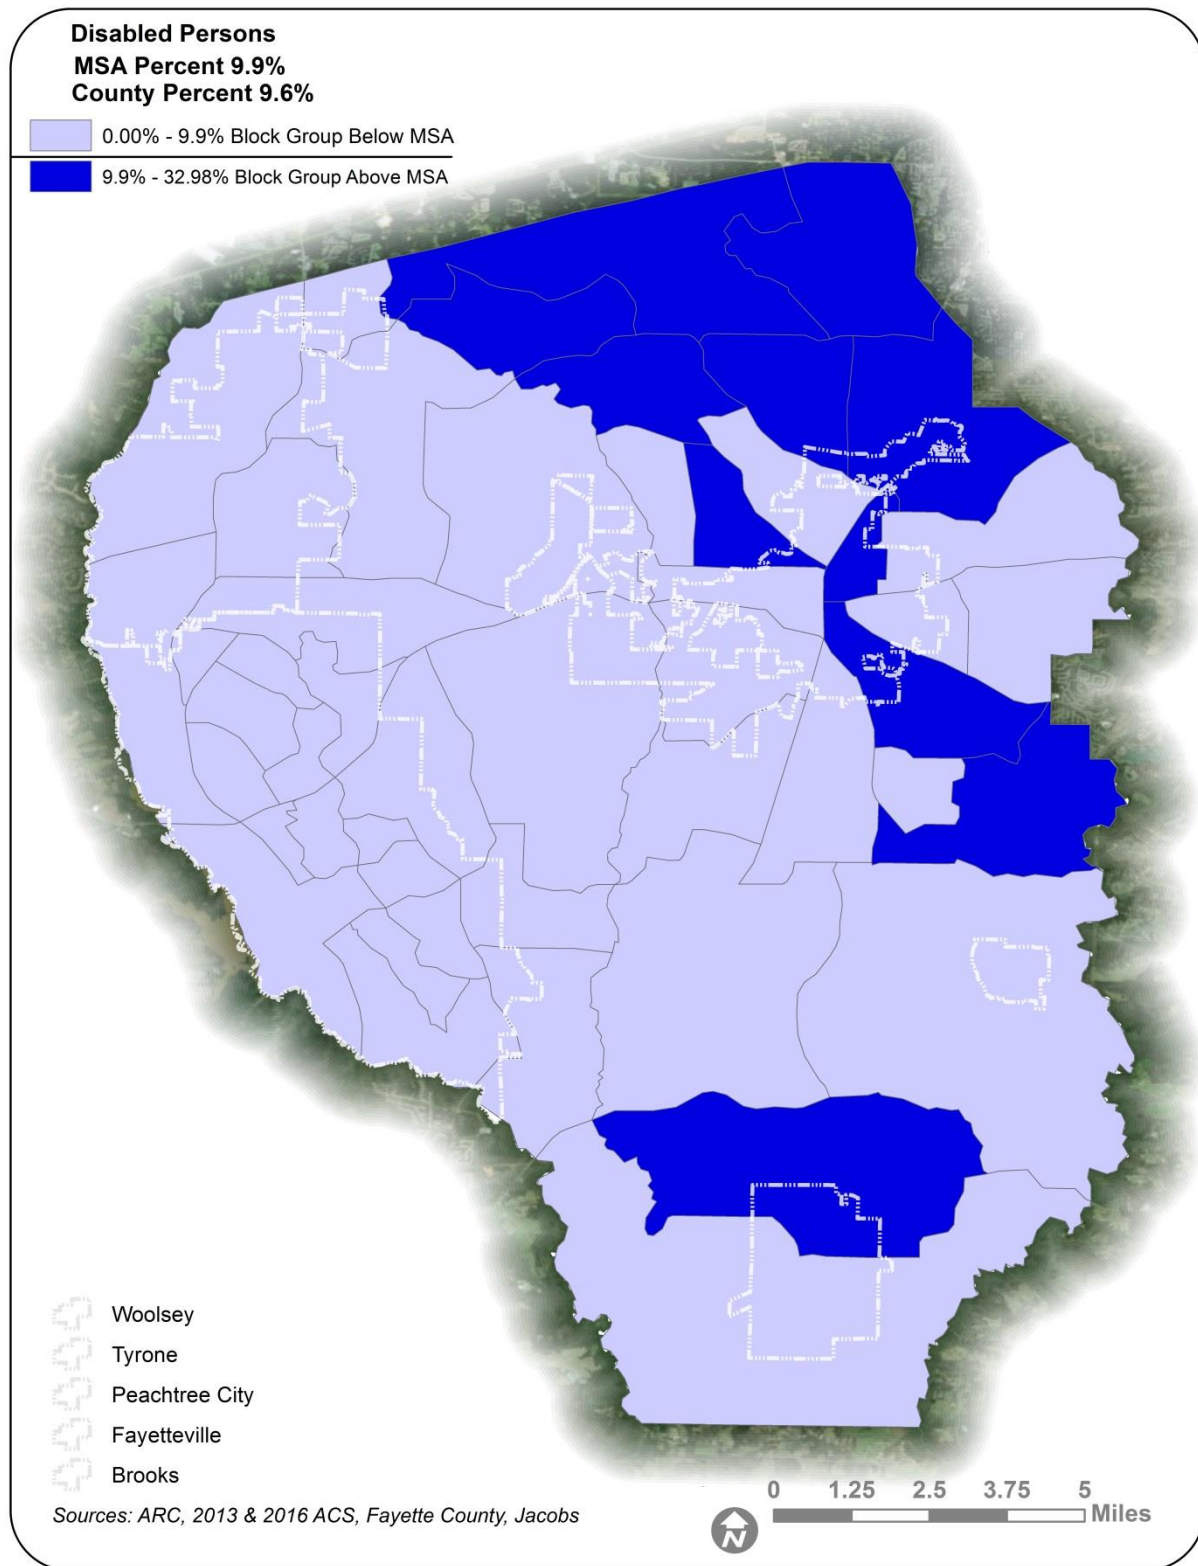 Disabled Persons
MSA Percent 9.9%
County Percent 9.6%
0.00% - 9.9% Block Group Below MSA
9.9% - 32.98% Block Group Above MSA
Woolsey
Tyrone
Peachtree City
Fayetteville
Brooks
Sources: ARC, 2013 & 2016 ACS, Fayette County, Jacobs
N
0 1.25 2.5 3.75 5
Miles